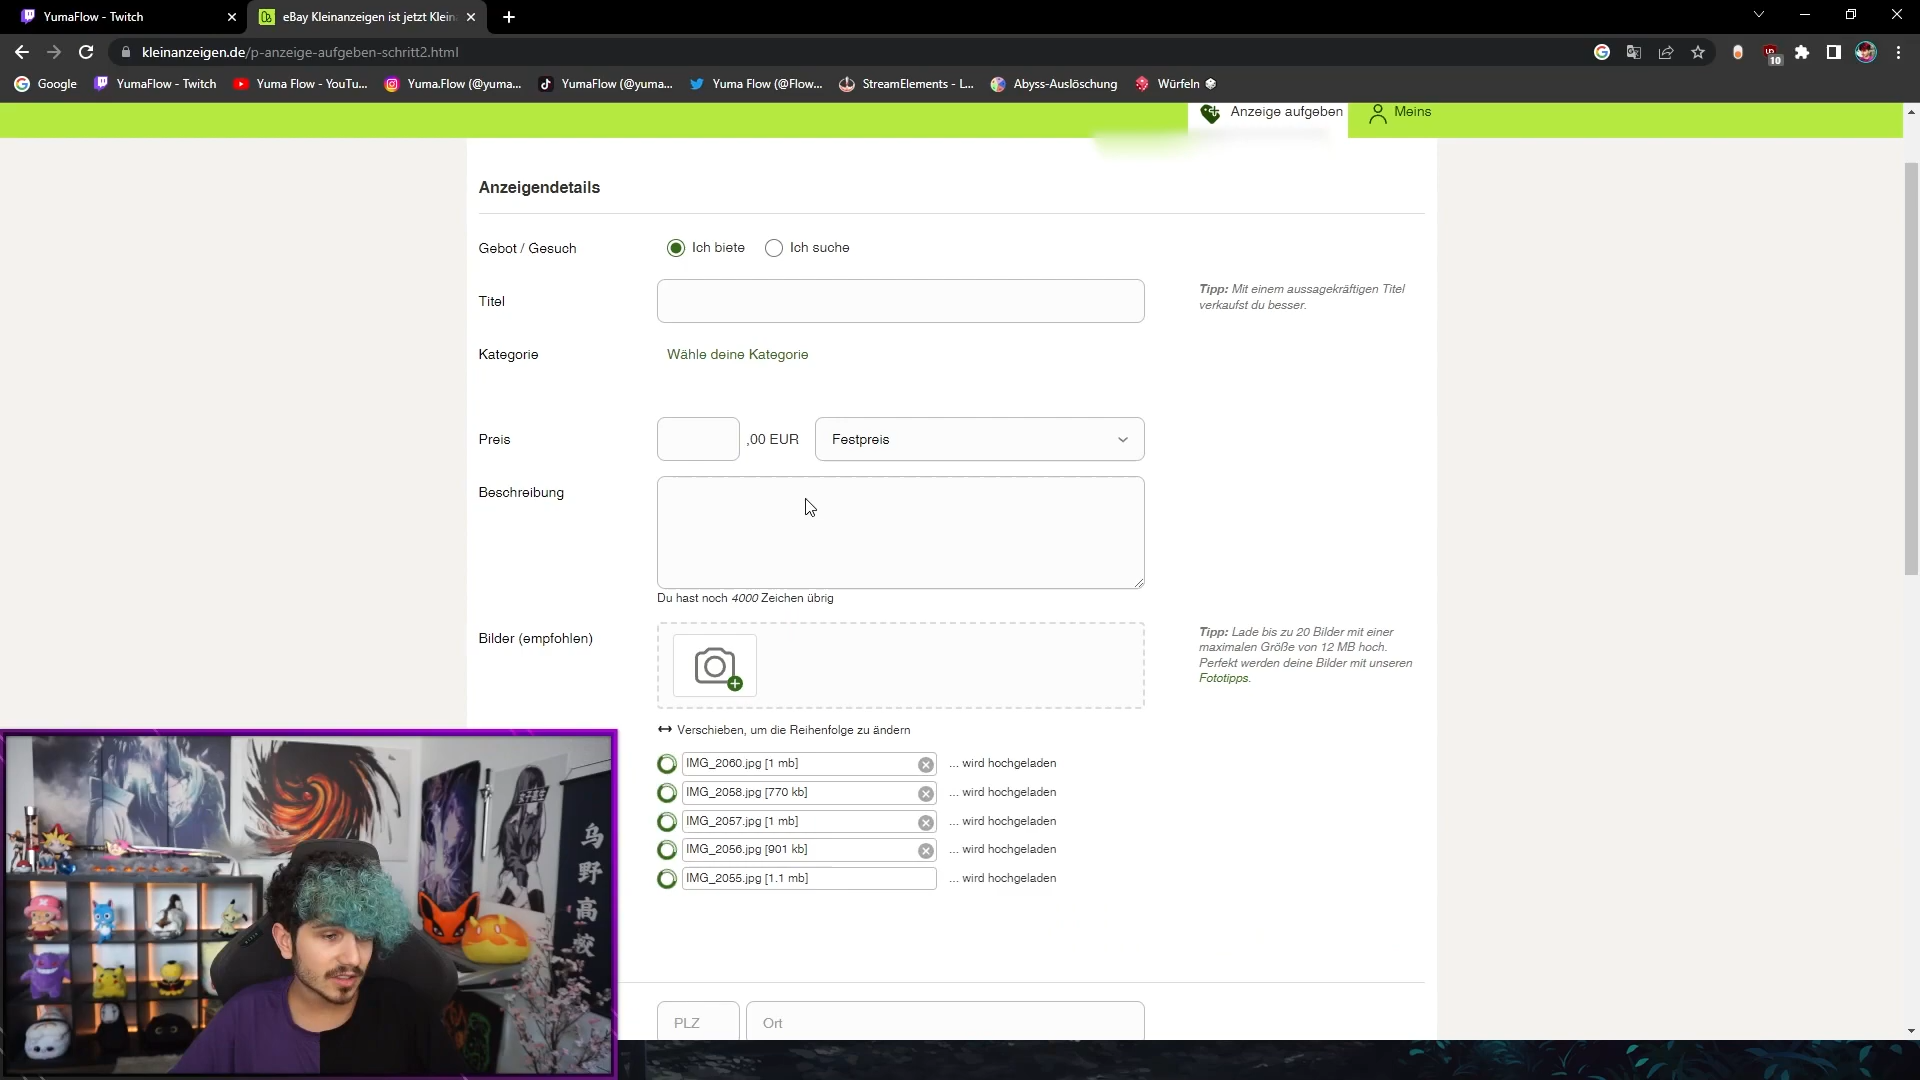 YumaFlow - Twitch
eBay Kleinanzeigen ist jetzt Klein
kleinanzeigen.de/p-anzeige-aufgeben-schritt2.html
10
Google
YumaFlow - Twitch
Yuma Flow - YouTu...
Yuma.Flow (@yuma...
YumaFlow (@yuma...
Yuma Flow (@Flow...
StreamElements - L...
Abyss-Auslöschung
Würfeln
Anzeige aufgeben
Meins
Anzeigendetails
Gebot / Gesuch
Ich biete
Ich suche
Titel
Tipp: Mit einem aussagekräftigen Titel
verkaufst du besser.
Kategorie
Wähle deine Kategorie
Preis
,00 EUR
Festpreis
Beschreibung
Du hast noch 4000 Zeichen übrig
Bilder (empfohlen)
Tipp: Lade bis zu 20 Bilder mit einer
maximalen Größe von 12 MB hoch.
Perfekt werden deine Bilder mit unseren
Fototipps.
Verschieben, um die Reihenfolge zu ändern
IMG_2060.jpg [1 mb] ... wird hochgeladen
IMG_2058.jpg [770 kb] ... wird hochgeladen
IMG_2057.jpg [1 mb] ... wird hochgeladen
IMG_2056.jpg [901 kb] ... wird hochgeladen
IMG_2055.jpg [1.1 mb] ... wird hochgeladen
PLZ
Ort
烏野高校